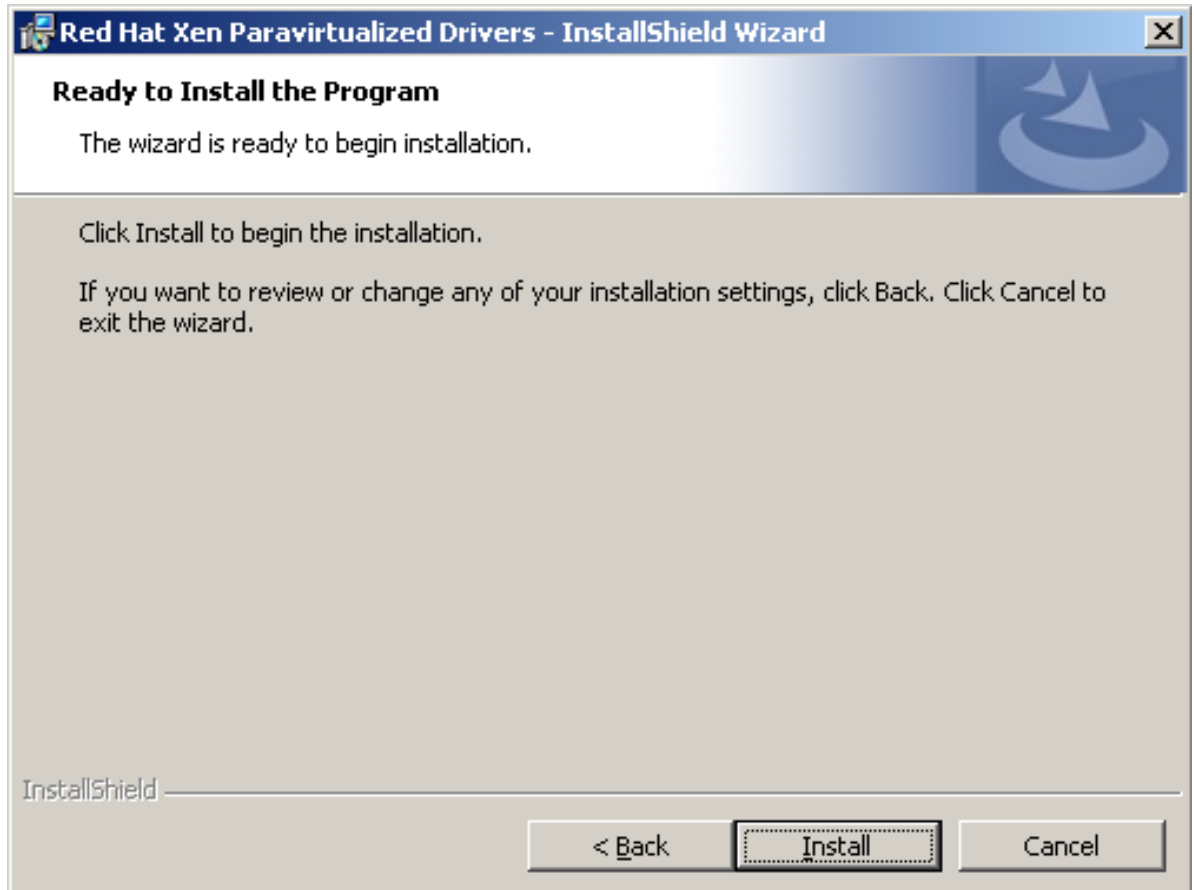 Red Hat Xen Paravirtualized Drivers - InstallShield Wizard
Ready to Install the Program
The wizard is ready to begin installation.
Click Install to begin the installation.
If you want to review or change any of your installation settings, click Back. Click Cancel to
exit the wizard.
InstallShield
< Back Install Cancel